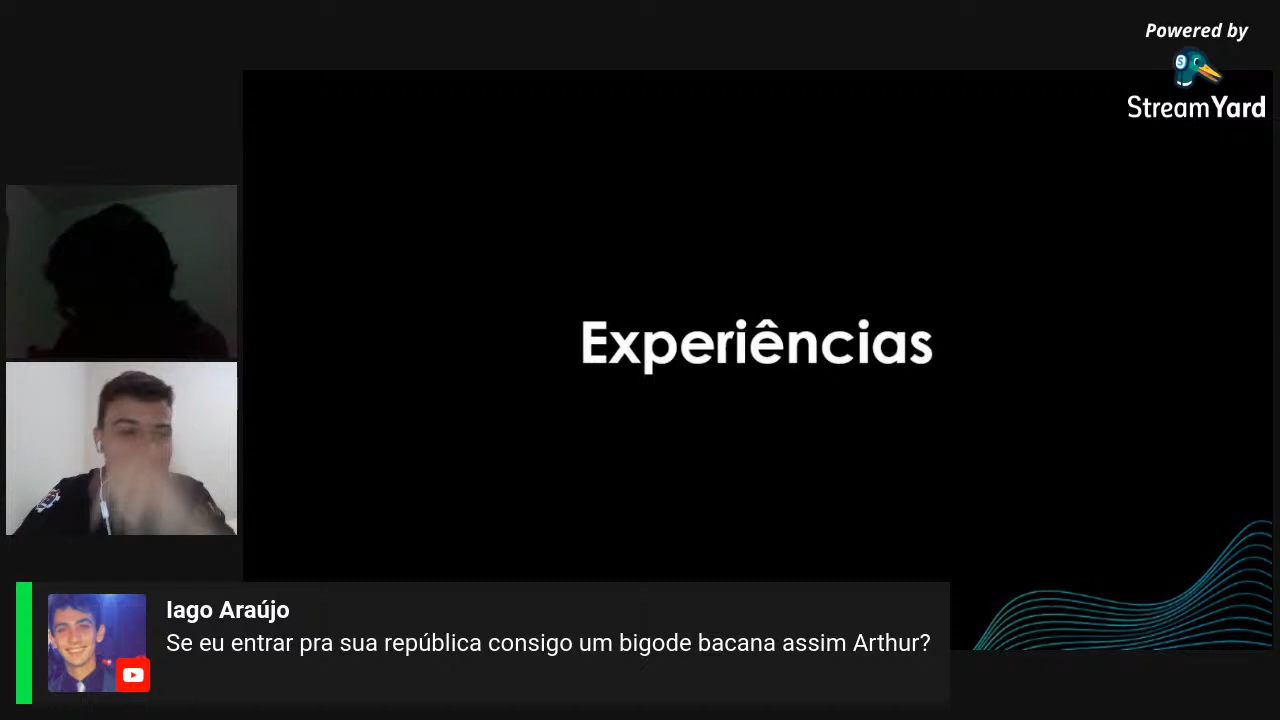 Powered by
StreamYard
Experiências
Iago Araújo
Se eu entrar pra sua república consigo um bigode bacana assim Arthur?